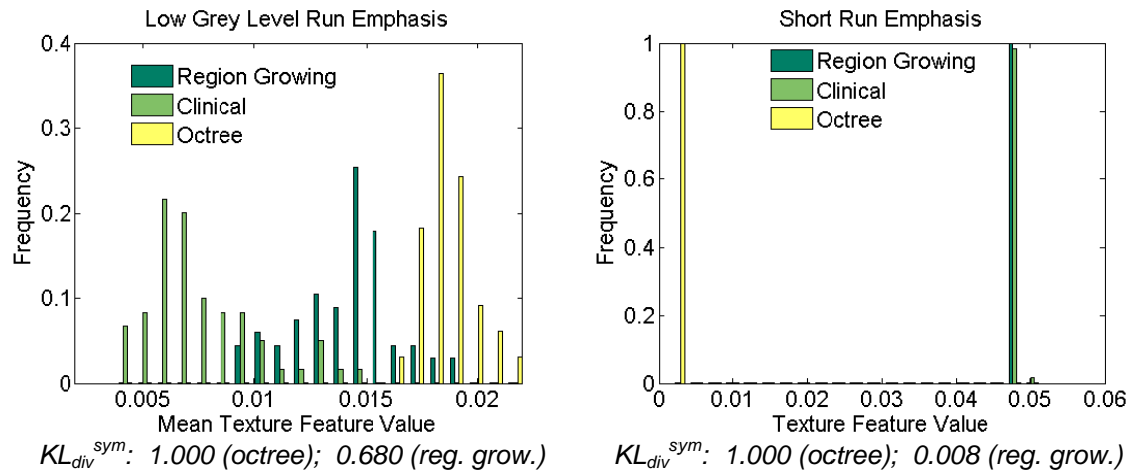 Low Grey Level Run Emphasis
0.4
0.3
0.2
0.1
0
Frequency
Region Growing
Clinical
Octree
0.005
0.01
0.015
0.02
Mean Texture Feature Value
KLdiv^sym: 1.000 (octree); 0.680 (reg. grow.)
Short Run Emphasis
1
0.8
0.6
0.4
0.2
0
Frequency
Region Growing
Clinical
Octree
0
0.01
0.02
0.03
0.04
0.05
0.06
Texture Feature Value
KLdiv^sym: 1.000 (octree); 0.008 (reg. grow.)